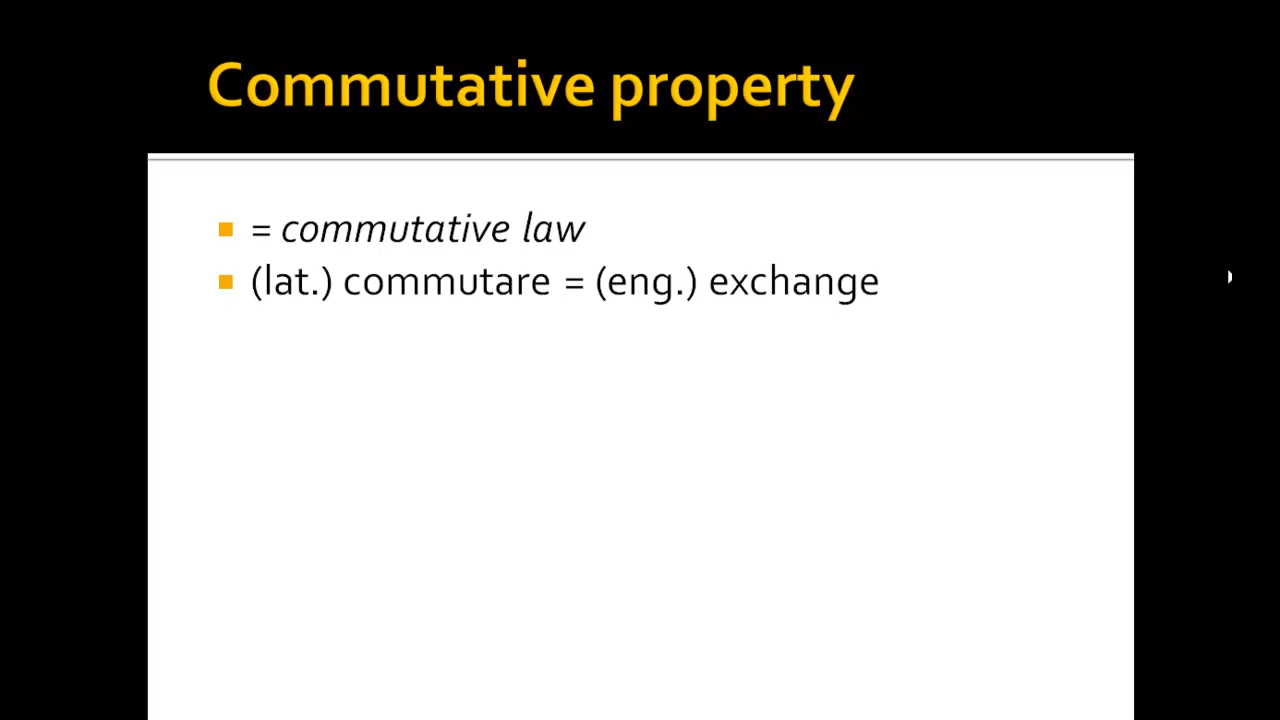 Commutative property
= commutative law
(lat.) commutare = (eng.) exchange